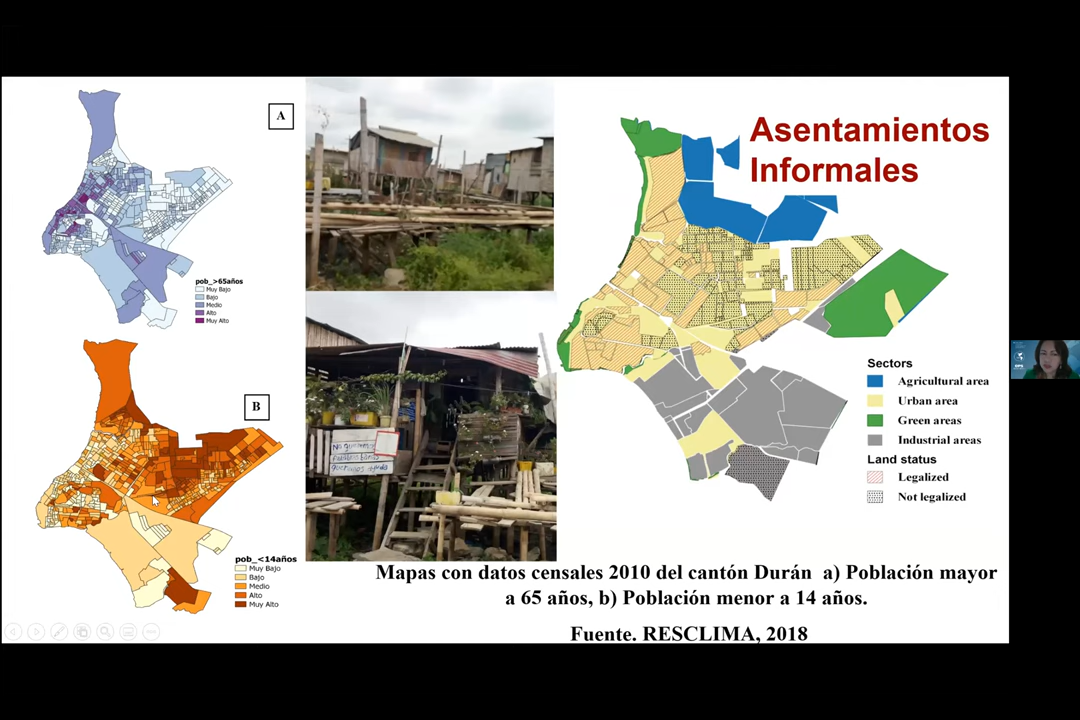 A
pob_>65años
Muy Bajo
Bajo
Medio
Alto
Muy Alto
B
pob_<14años
Muy Bajo
Bajo
Medio
Alto
Muy Alto
Asentamientos
Informales
Sectors
Agricultural area
Urban area
Green areas
Industrial areas
Land status
Legalized
Not legalized
Mapas con datos censales 2010 del cantón Durán a) Población mayor
a 65 años, b) Población menor a 14 años.
Fuente. RESCLIMA, 2018